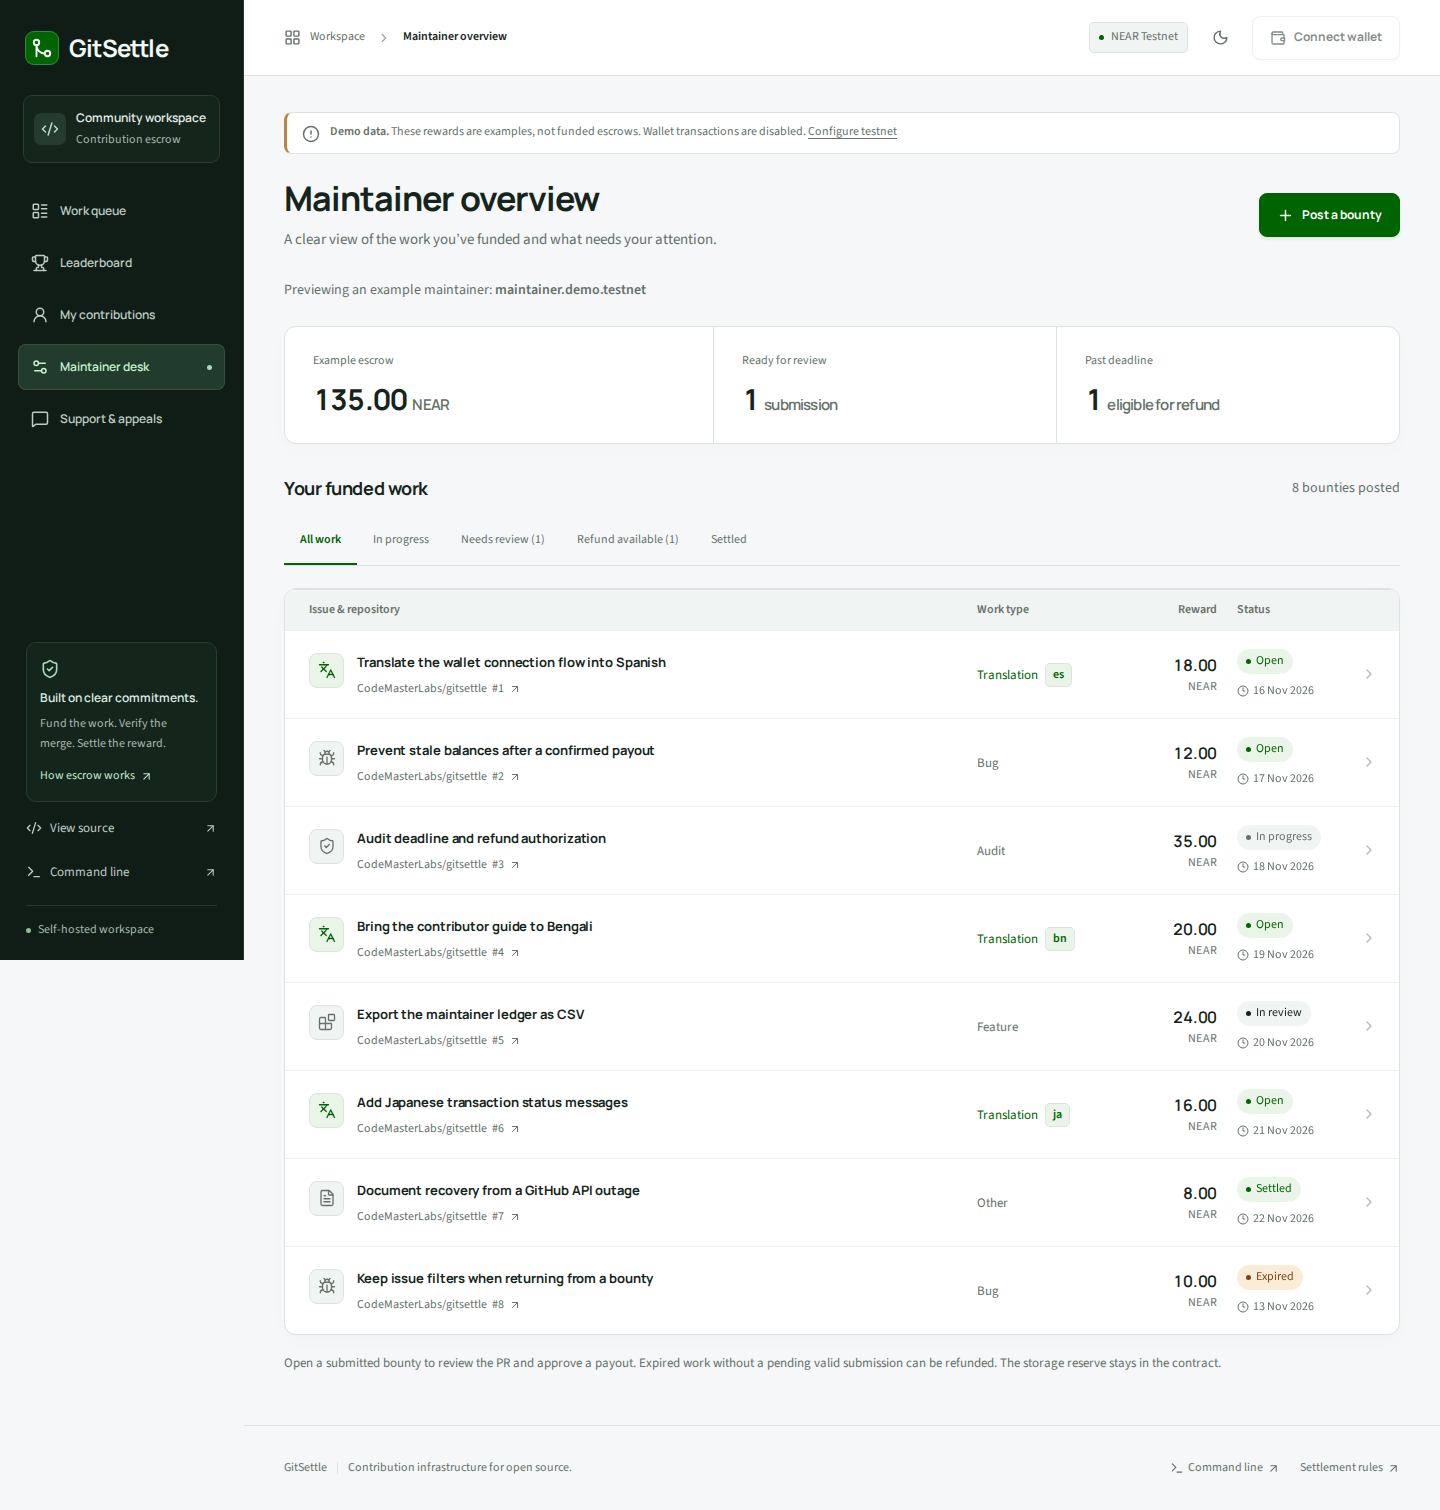 GitSettle
Community workspace
Contribution escrow
Work queue
Leaderboard
My contributions
Maintainer desk
Support & appeals
Built on clear commitments.
Fund the work. Verify the
merge. Settle the reward.
How escrow works
View source
Command line
Self-hosted workspace
Workspace
Maintainer overview
NEAR Testnet
Connect wallet
Demo data. These rewards are examples, not funded escrows. Wallet transactions are disabled. Configure testnet
Maintainer overview
A clear view of the work you’ve funded and what needs your attention.
Post a bounty
Previewing an example maintainer: maintainer.demo.testnet
Example escrow
135.00 NEAR
Ready for review
1 submission
Past deadline
1 eligible for refund
Your funded work
8 bounties posted
All work
In progress
Needs review (1)
Refund available (1)
Settled
Issue & repository
Work type
Reward
Status
Translate the wallet connection flow into Spanish
CodeMasterLabs/gitsettle #1
Translation es
18.00
NEAR
Open
16 Nov 2026
Prevent stale balances after a confirmed payout
CodeMasterLabs/gitsettle #2
Bug
12.00
NEAR
Open
17 Nov 2026
Audit deadline and refund authorization
CodeMasterLabs/gitsettle #3
Audit
35.00
NEAR
In progress
18 Nov 2026
Bring the contributor guide to Bengali
CodeMasterLabs/gitsettle #4
Translation bn
20.00
NEAR
Open
19 Nov 2026
Export the maintainer ledger as CSV
CodeMasterLabs/gitsettle #5
Feature
24.00
NEAR
In review
20 Nov 2026
Add Japanese transaction status messages
CodeMasterLabs/gitsettle #6
Translation ja
16.00
NEAR
Open
21 Nov 2026
Document recovery from a GitHub API outage
CodeMasterLabs/gitsettle #7
Other
8.00
NEAR
Settled
22 Nov 2026
Keep issue filters when returning from a bounty
CodeMasterLabs/gitsettle #8
Bug
10.00
NEAR
Expired
13 Nov 2026
Open a submitted bounty to review the PR and approve a payout. Expired work without a pending valid submission can be refunded. The storage reserve stays in the contract.
GitSettle
Contribution infrastructure for open source.
Command line
Settlement rules